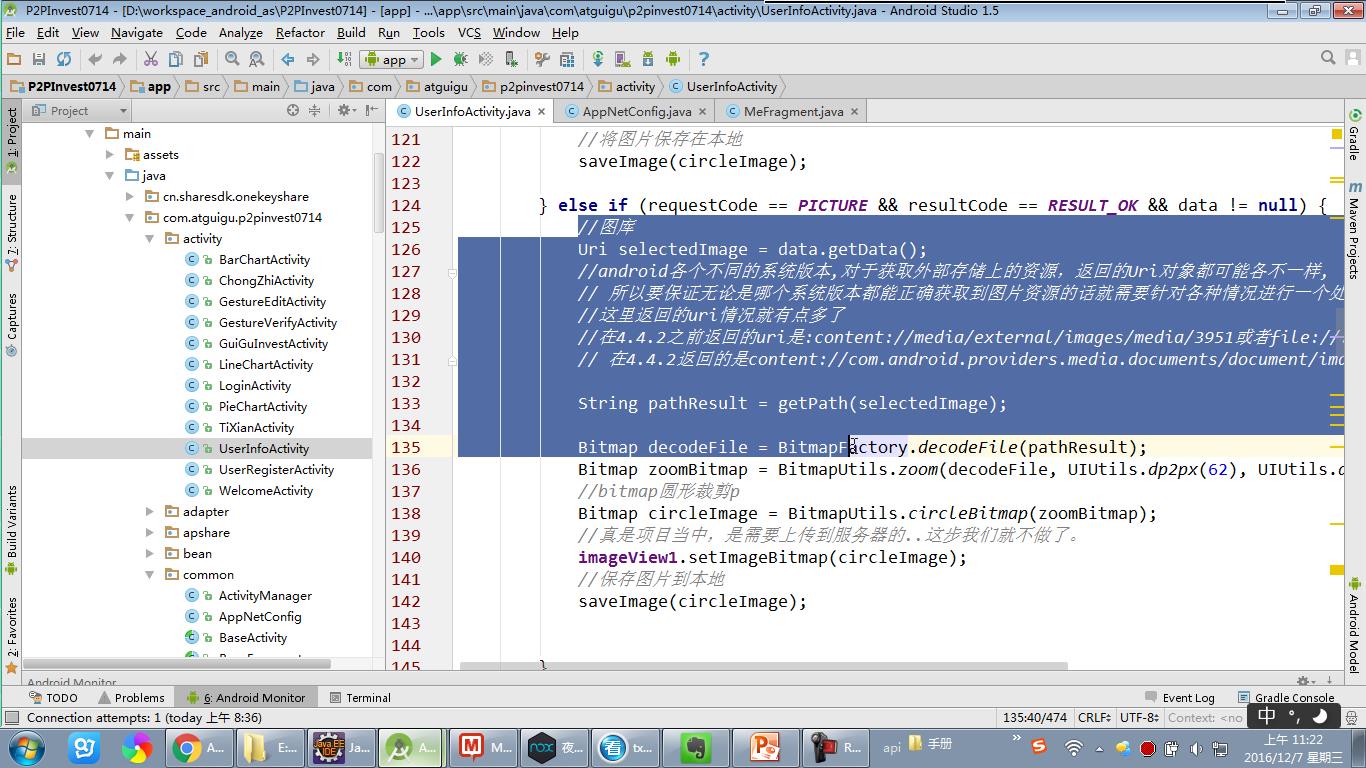 P2PInvest0714 - [D:\workspace_android_as\P2PInvest0714] - [app] - ...\app\src\main\java\com\atguigu\p2pinvest0714\activity\UserInfoActivity.java - Android Studio 1.5
File Edit View Navigate Code Analyze Refactor Build Run Tools VCS Window Help
app
P2PInvest0714 app src main java com atguigu p2pinvest0714 activity UserInfoActivity
Project
UserInfoActivity.java AppNetConfig.java MeFragment.java
1: Project
7: Structure
Captures
Build Variants
2: Favorites
main
assets
java
cn.sharesdk.onekeyshare
com.atguigu.p2pinvest0714
activity
BarChartActivity
ChongZhiActivity
GestureEditActivity
GestureVerifyActivity
GuiGuInvestActivity
LineChartActivity
LoginActivity
PieChartActivity
TiXianActivity
UserInfoActivity
UserRegisterActivity
WelcomeActivity
adapter
apshare
bean
common
ActivityManager
AppNetConfig
BaseActivity
121 //将图片保存在本地
122 saveImage(circleImage);
123
124 } else if (requestCode == PICTURE && resultCode == RESULT_OK && data != null) {
125 //图库
126 Uri selectedImage = data.getData();
127 //android各个不同的系统版本,对于获取外部存储上的资源，返回的Uri对象都可能各不一样,
128 // 所以要保证无论是哪个系统版本都能正确获取到图片资源的话就需要针对各种情况进行一个处
129 //这里返回的uri情况就有点多了
130 //在4.4.2之前返回的uri是:content://media/external/images/media/3951或者file://
131 // 在4.4.2返回的是content://com.android.providers.media.documents/document/ima
132
133 String pathResult = getPath(selectedImage);
134
135 Bitmap decodeFile = BitmapFactory.decodeFile(pathResult);
136 Bitmap zoomBitmap = BitmapUtils.zoom(decodeFile, UIUtils.dp2px(62), UIUtils.d
137 //bitmap圆形裁剪p
138 Bitmap circleImage = BitmapUtils.circleBitmap(zoomBitmap);
139 //真是项目当中，是需要上传到服务器的..这步我们就不做了。
140 imageView1.setImageBitmap(circleImage);
141 //保存图片到本地
142 saveImage(circleImage);
143
144
145 }
Gradle
Maven Projects
Android Model
Android Monitor
TODO Problems 6: Android Monitor Terminal Event Log Gradle Console
Connection attempts: 1 (today 上午 8:36) 135:40/474 CRLF UTF-8 Context: <no
中
A... E:... Ja... A... M... 夜... tx... R... api 手册
上午 11:22
2016/12/7 星期三